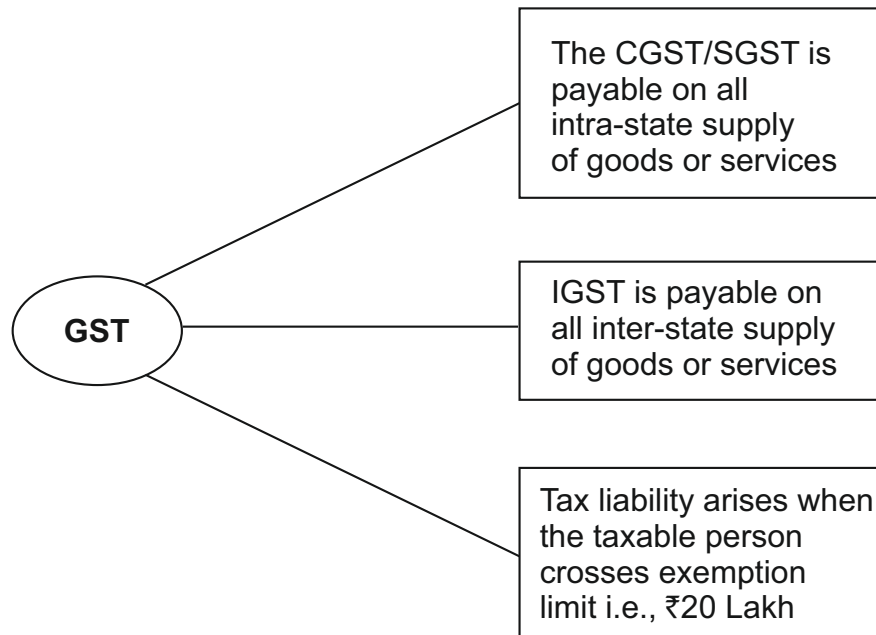 The CGST/SGST is
payable on all
intra-state supply
of goods or services
GST
IGST is payable on
all inter-state supply
of goods or services
Tax liability arises when
the taxable person
crosses exemption
limit i.e., ₹20 Lakh